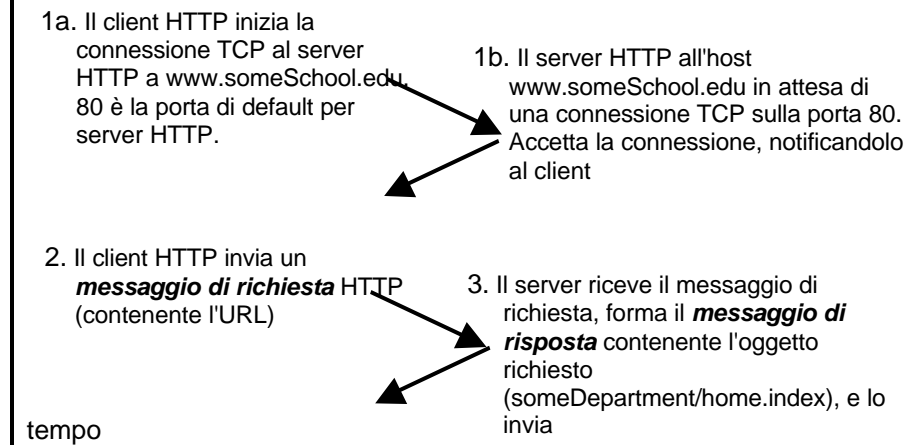 1a. Il client HTTP inizia la
connessione TCP al server
HTTP a www.someSchool.edu.
80 è la porta di default per
server HTTP.
1b. Il server HTTP all'host
www.someSchool.edu in attesa di
una connessione TCP sulla porta 80.
Accetta la connessione, notificandolo
al client
2. Il client HTTP invia un
messaggio di richiesta HTTP
(contenente l'URL)
3. Il server riceve il messaggio di
richiesta, forma il messaggio di
risposta contenente l'oggetto
richiesto
(someDepartment/home.index), e lo
invia
tempo